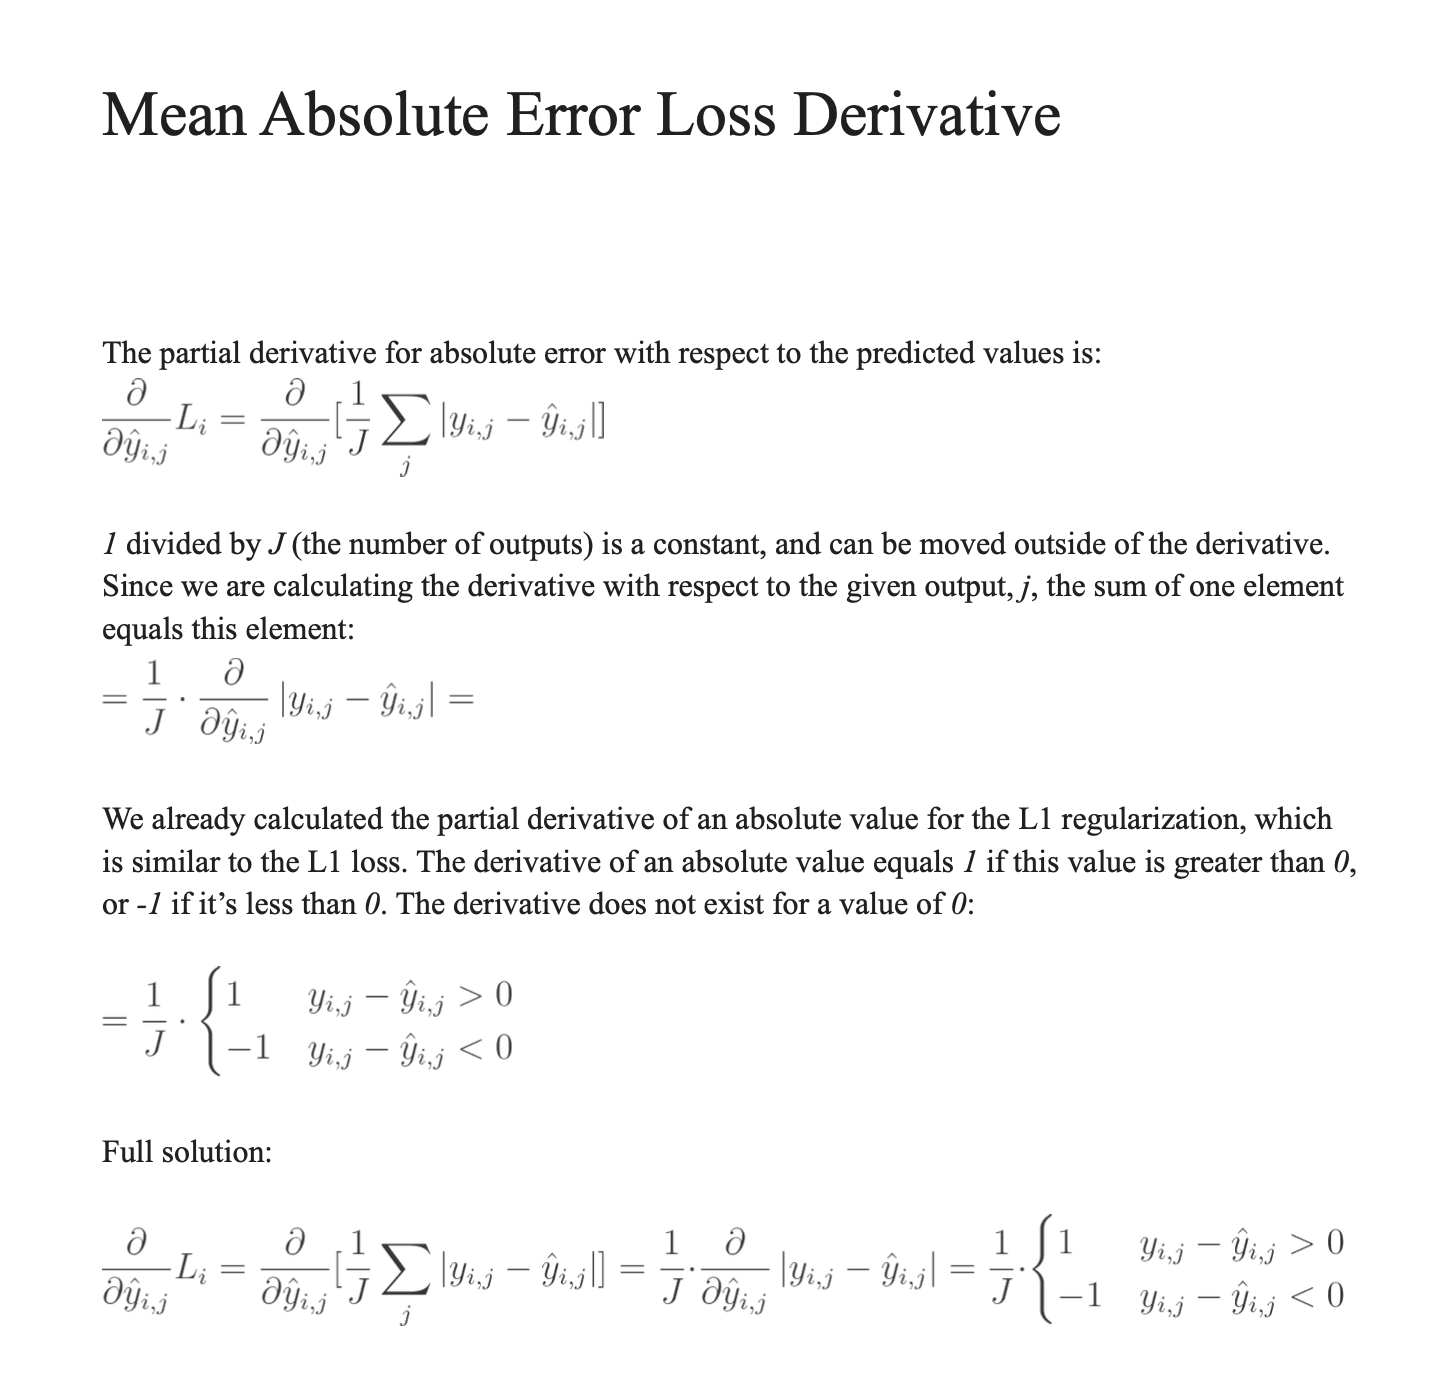 Mean Absolute Error Loss Derivative
The partial derivative for absolute error with respect to the predicted values is:
$\frac{\partial}{\partial \hat{y}_{i,j}} L_i = \frac{\partial}{\partial \hat{y}_{i,j}} [\frac{1}{J} \sum_j |y_{i,j} - \hat{y}_{i,j}|]$
1 divided by J (the number of outputs) is a constant, and can be moved outside of the derivative.
Since we are calculating the derivative with respect to the given output, j, the sum of one element
equals this element:
$= \frac{1}{J} \cdot \frac{\partial}{\partial \hat{y}_{i,j}} |y_{i,j} - \hat{y}_{i,j}| =$
We already calculated the partial derivative of an absolute value for the L1 regularization, which
is similar to the L1 loss. The derivative of an absolute value equals 1 if this value is greater than 0,
or -1 if it’s less than 0. The derivative does not exist for a value of 0:
$= \frac{1}{J} \cdot \begin{cases} 1 & y_{i,j} - \hat{y}_{i,j} > 0 \\ -1 & y_{i,j} - \hat{y}_{i,j} < 0 \end{cases}$
Full solution:
$\frac{\partial}{\partial \hat{y}_{i,j}} L_i = \frac{\partial}{\partial \hat{y}_{i,j}} [\frac{1}{J} \sum_j |y_{i,j} - \hat{y}_{i,j}|] = \frac{1}{J} \cdot \frac{\partial}{\partial \hat{y}_{i,j}} |y_{i,j} - \hat{y}_{i,j}| = \frac{1}{J} \cdot \begin{cases} 1 & y_{i,j} - \hat{y}_{i,j} > 0 \\ -1 & y_{i,j} - \hat{y}_{i,j} < 0 \end{cases}$